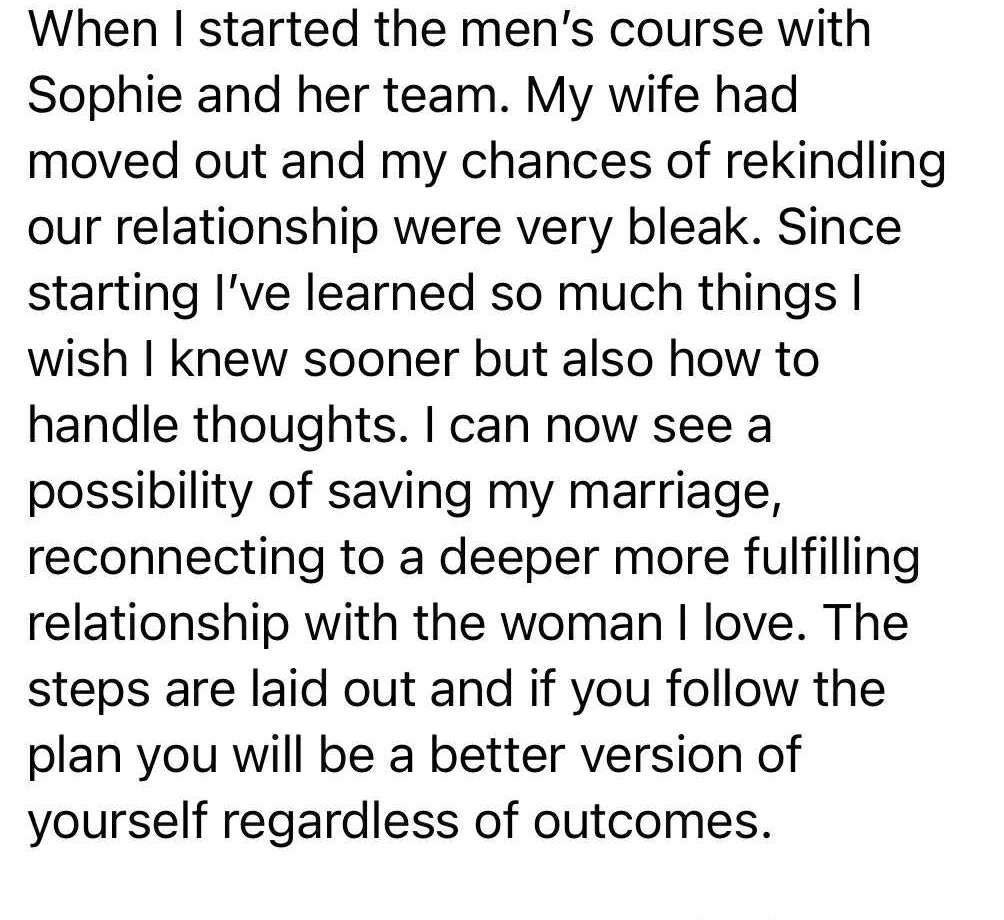 When I started the men’s course with
Sophie and her team. My wife had
moved out and my chances of rekindling
our relationship were very bleak. Since
starting I’ve learned so much things I
wish I knew sooner but also how to
handle thoughts. I can now see a
possibility of saving my marriage,
reconnecting to a deeper more fulfilling
relationship with the woman I love. The
steps are laid out and if you follow the
plan you will be a better version of
yourself regardless of outcomes.